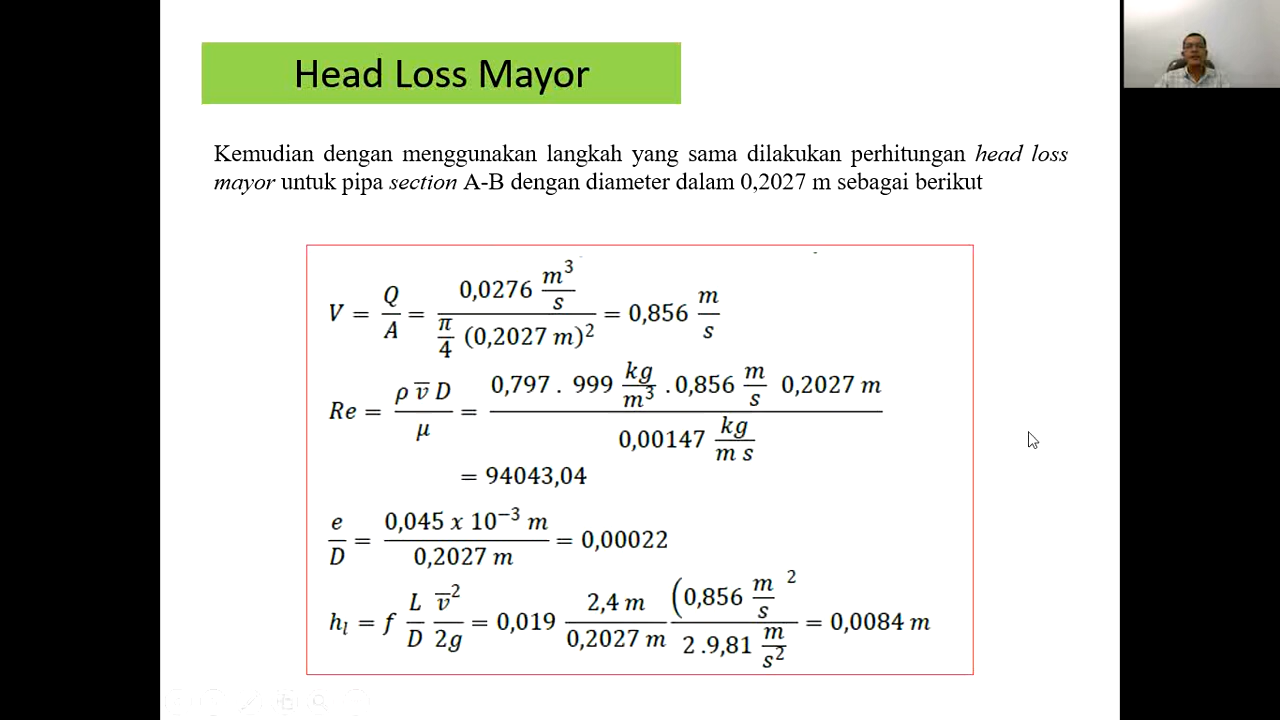 Head Loss Mayor
Kemudian dengan menggunakan langkah yang sama dilakukan perhitungan head loss
mayor untuk pipa section A-B dengan diameter dalam 0,2027 m sebagai berikut
V = Q/A = (0,0276 m³/s) / (π/4 (0,2027 m)²) = 0,856 m/s
Re = ρ v̅ D / μ = (0,797 . 999 kg/m³ . 0,856 m/s 0,2027 m) / (0,00147 kg/m s)
= 94043,04
e/D = (0,045 x 10⁻³ m) / (0,2027 m) = 0,00022
hₗ = f L/D v̅²/2g = 0,019 (2,4 m)/(0,2027 m) (0,856 m/s ²/(2 .9,81 m/s²) = 0,0084 m